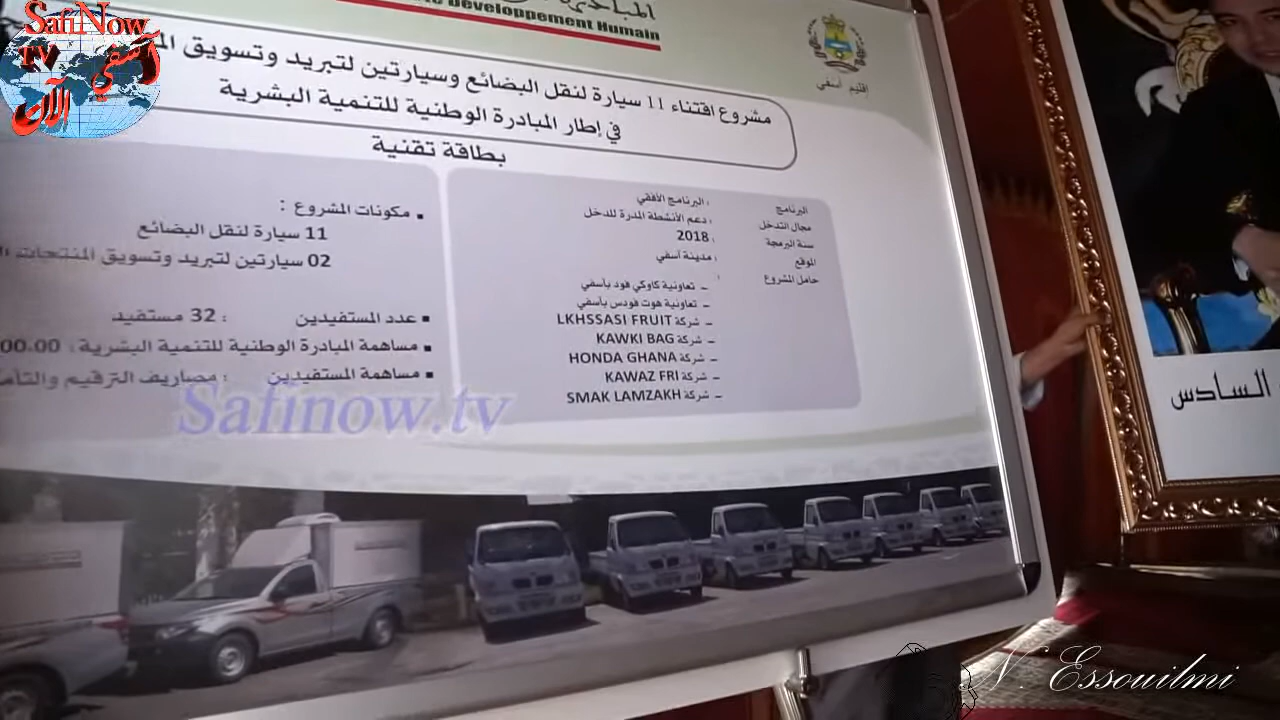 SafiNow
TV
آسفي
الآن
Développement Humain
إقليم آسفي
مشروع اقتناء 11 سيارة لنقل البضائع وسيارتين لتبريد وتسويق
في إطار المبادرة الوطنية للتنمية البشرية
بطاقة تقنية
البرنامج : البرنامج الأفقي
مجال التدخل : دعم الأنشطة المدرة للدخل
سنة البرمجة : 2018
الموقع : مدينة آسفي
حامل المشروع :
– تعاونية كاوكي فود بآسفي
– تعاونية هوت فودس بآسفي
– شركة LKHSSASI FRUIT
– شركة KAWKI BAG
– شركة HONDA GHANA
– شركة KAWAZ FRI
– شركة SMAK LAMZAKH
▪ مكونات المشروع :
11 سيارة لنقل البضائع
02 سيارتين لتبريد وتسويق المنتجات
▪ عدد المستفيدين : 32 مستفيد
▪ مساهمة المبادرة الوطنية للتنمية البشرية : 00.00
▪ مساهمة المستفيدين : مصاريف الترقيم والتأم
Safinow.tv
السادس
N. Essouilmi